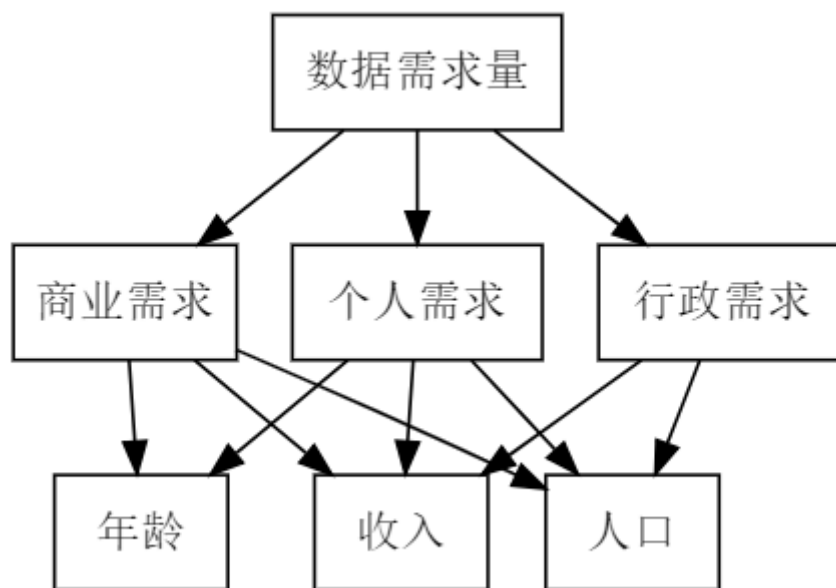 数据需求量
商业需求
个人需求
行政需求
年龄
收入
人口